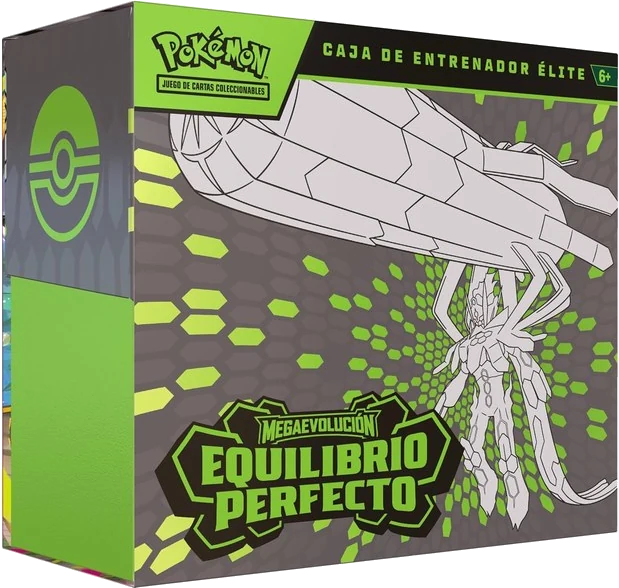 Pokémon
JUEGO DE CARTAS COLECCIONABLES
CAJA DE ENTRENADOR ÉLITE
6+
MEGAEVOLUCIÓN
EQUILIBRIO
PERFECTO